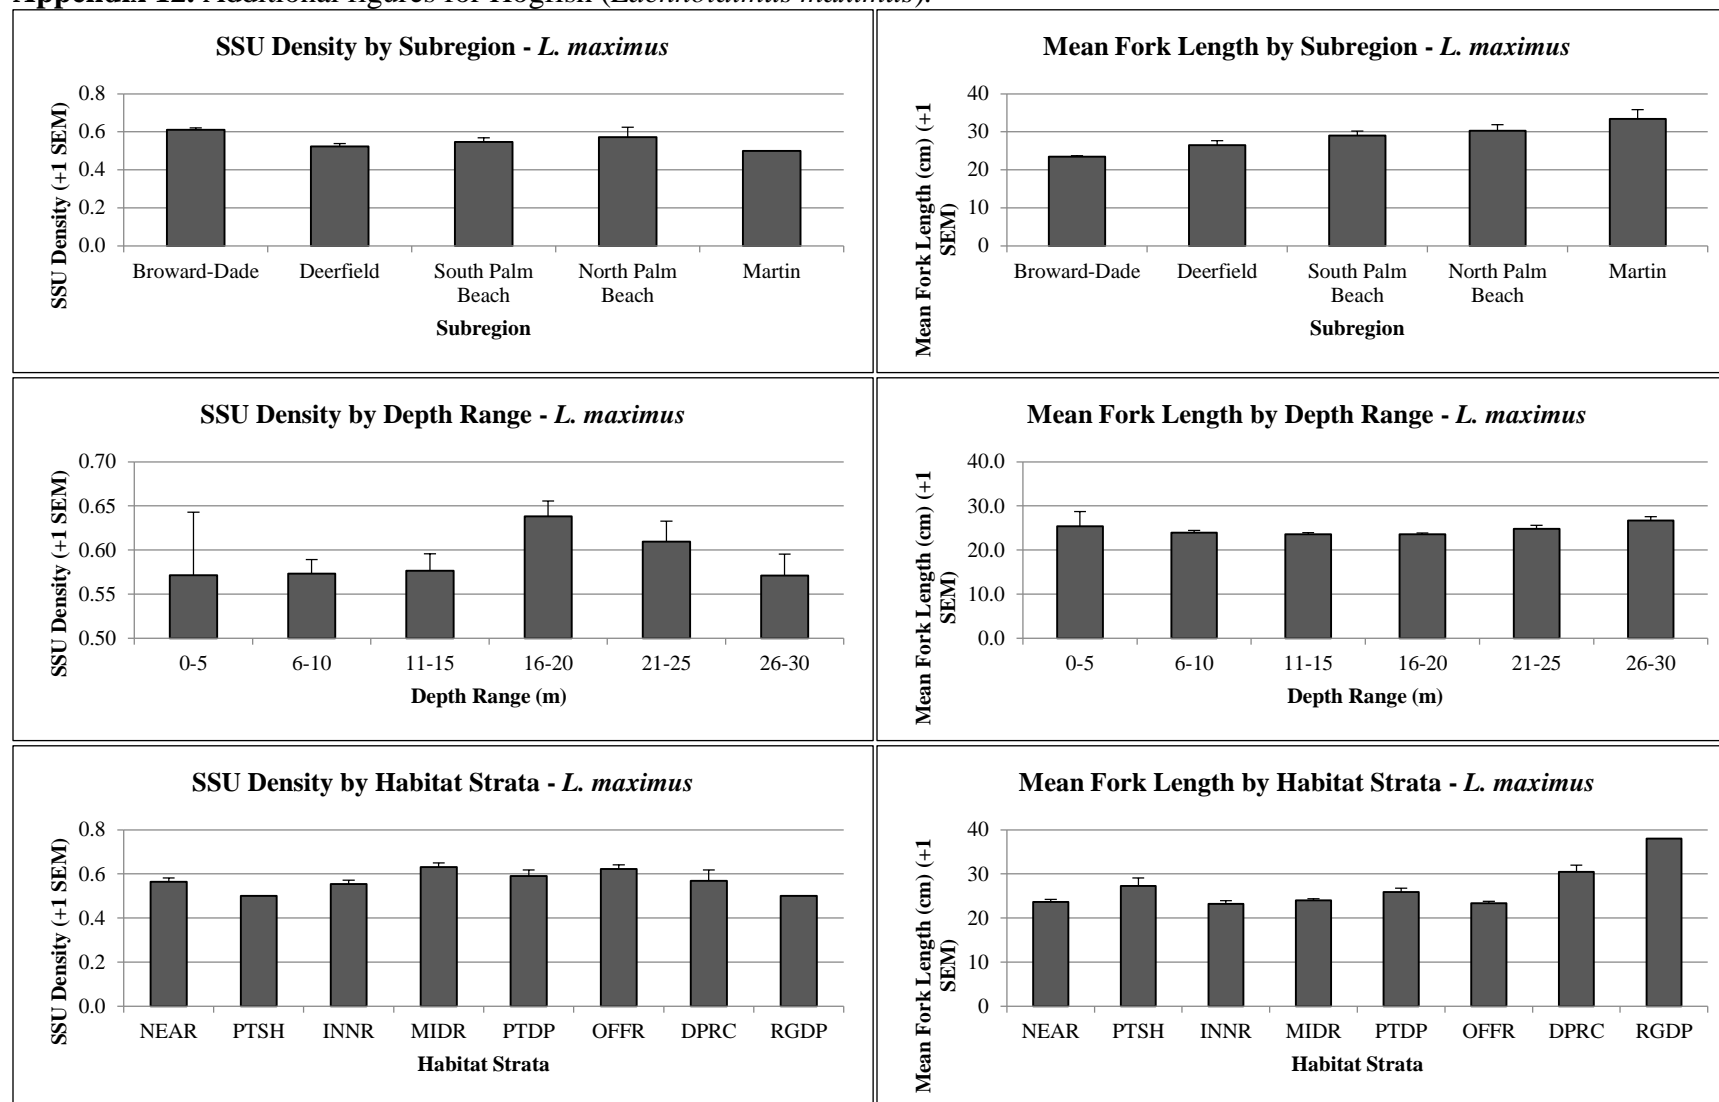 Appendix 12. Additional figures for Hogfish (Lachnolaimus maximus).
SSU Density by Subregion - L. maximus
SSU Density (+1 SEM)
0.8
0.6
0.4
0.2
0.0
Broward-Dade Deerfield South Palm North Palm Martin
Beach Beach
Subregion
Mean Fork Length by Subregion - L. maximus
Mean Fork Length (cm) (+1
SEM)
40
30
20
10
0
Broward-Dade Deerfield South Palm North Palm Martin
Beach Beach
Subregion
SSU Density by Depth Range - L. maximus
SSU Density (+1 SEM)
0.70
0.65
0.60
0.55
0.50
0-5 6-10 11-15 16-20 21-25 26-30
Depth Range (m)
Mean Fork Length by Depth Range - L. maximus
Mean Fork Length (cm) (+1
SEM)
40.0
30.0
20.0
10.0
0.0
0-5 6-10 11-15 16-20 21-25 26-30
Depth Range (m)
SSU Density by Habitat Strata - L. maximus
SSU Density (+1 SEM)
0.8
0.6
0.4
0.2
0.0
NEAR PTSH INNR MIDR PTDP OFFR DPRC RGDP
Habitat Strata
Mean Fork Length by Habitat Strata - L. maximus
Mean Fork Length (cm) (+1
SEM)
40
30
20
10
0
NEAR PTSH INNR MIDR PTDP OFFR DPRC RGDP
Habitat Strata